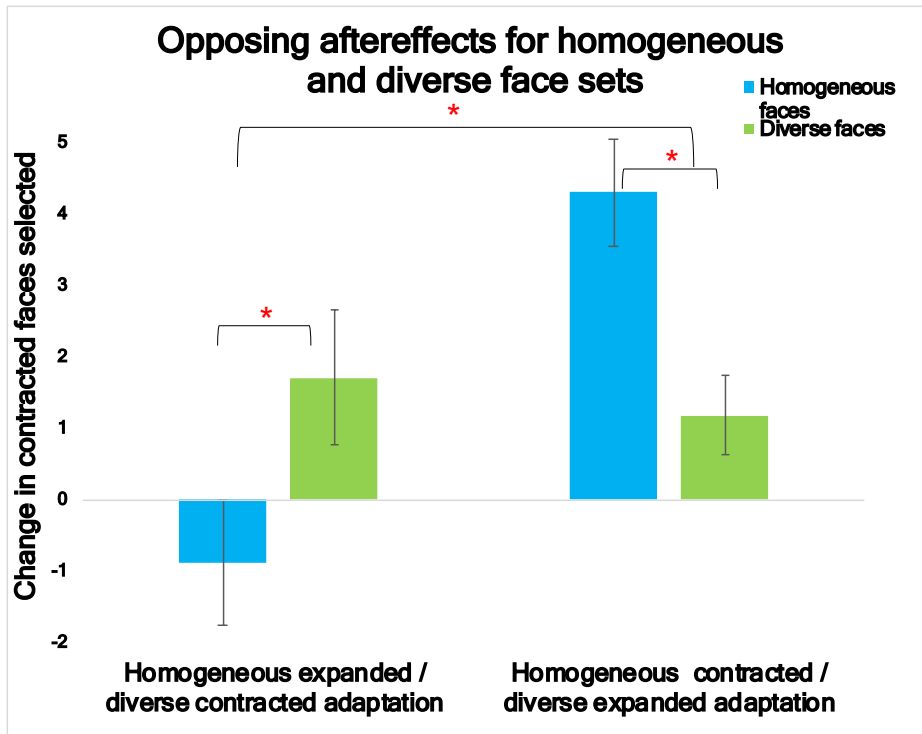 Opposing aftereffects for homogeneous
and diverse face sets
Homogeneous
faces
Diverse faces
*
*
*
Change in contracted faces selected
5
4
3
2
1
0
-1
-2
Homogeneous expanded /
diverse contracted adaptation
Homogeneous contracted /
diverse expanded adaptation